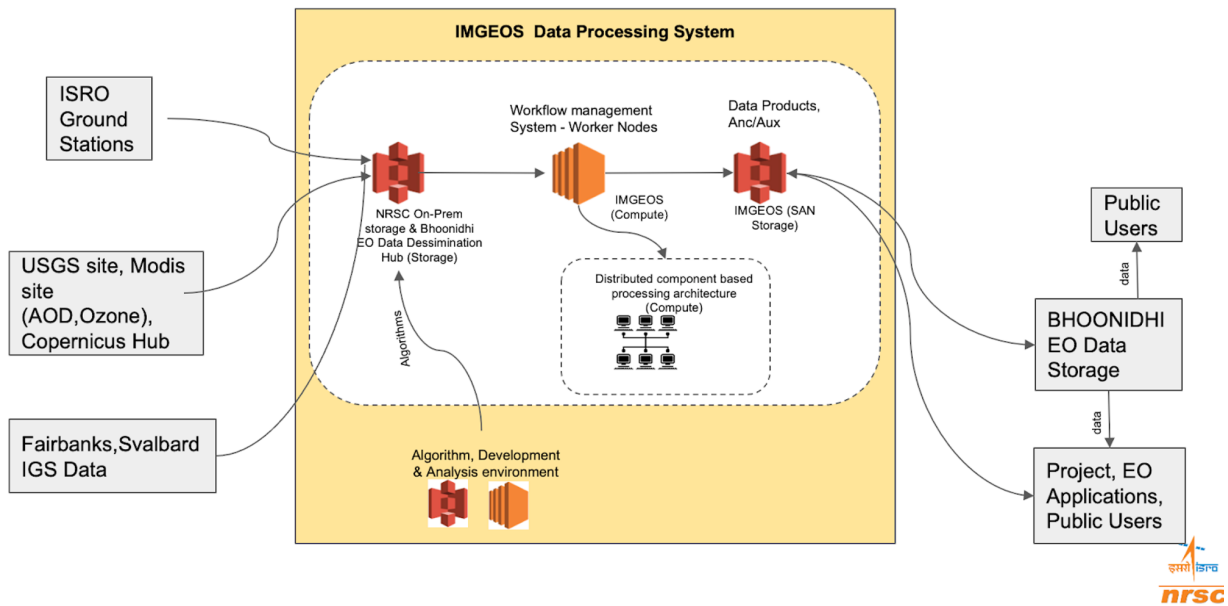 IMGEOS  Data Processing System
ISRO
Ground
Stations
USGS site, Modis
site
(AOD,Ozone),
Copernicus Hub
Fairbanks,Svalbard
IGS Data
NRSC On-Prem
storage & Bhoonidhi
EO Data Dessimination
Hub (Storage)
Workflow management
System - Worker Nodes
IMGEOS
(Compute)
Data Products,
Anc/Aux
IMGEOS (SAN
Storage)
Distributed component based
processing architecture
(Compute)
Algorithms
Algorithm, Development
& Analysis environment
Public
Users
data
BHOONIDHI
EO Data
Storage
data
Project, EO
Applications,
Public Users
इसरो isro
nrsc